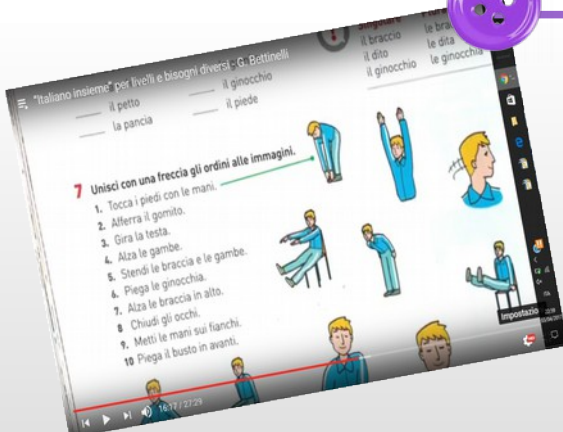 "Italiano insieme" per livelli e bisogni diversi - G. Bettinelli
il petto
la pancia
il ginocchio
il piede
Singolare
il braccio
il dito
il ginocchio
le dita
le ginocchia
7 Unisci con una freccia gli ordini alle immagini.
1. Tocca i piedi con le mani.
2. Afferra il gomito.
3. Gira la testa.
4. Alza le gambe.
5. Stendi le braccia e le gambe.
6. Piega le ginocchia.
7. Alza le braccia in alto.
8 Chiudi gli occhi.
9. Metti le mani sui fianchi.
10 Piega il busto in avanti.
Impostazio
16:17 / 27:29